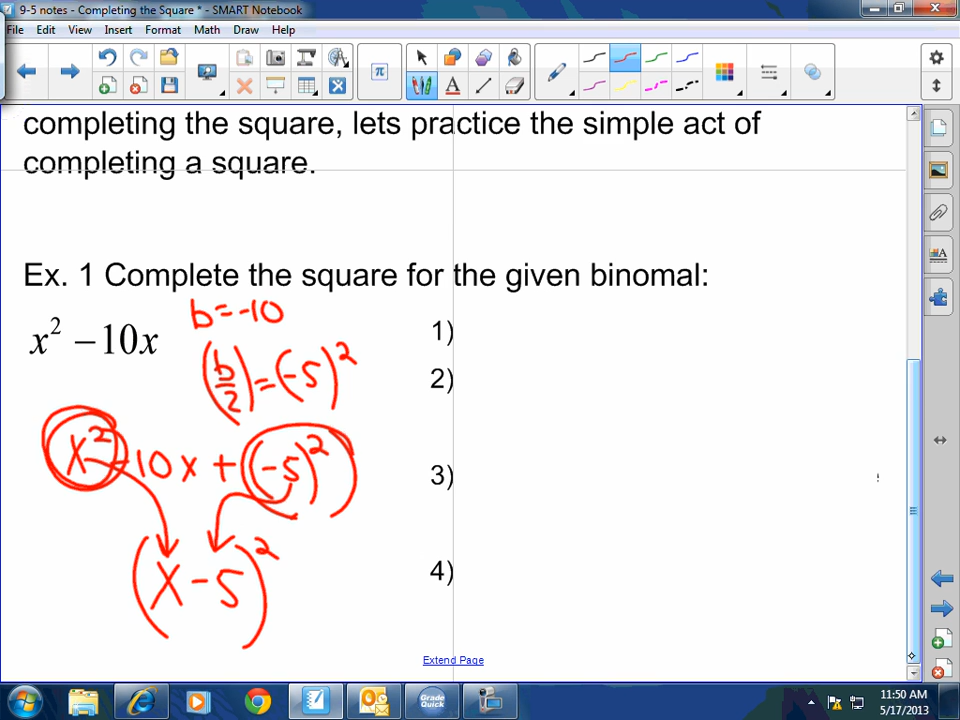 9-5 notes - Completing the Square * - SMART Notebook
File Edit View Insert Format Math Draw Help
π
completing the square, lets practice the simple act of
completing a square.
Ex. 1 Complete the square for the given binomal:
x² − 10x
b = -10
(b/2) = (-5)²
x² - 10x + (-5)²
(x - 5)²
1)
2)
3)
4)
Extend Page
Grade Quick
11:50 AM
5/17/2013